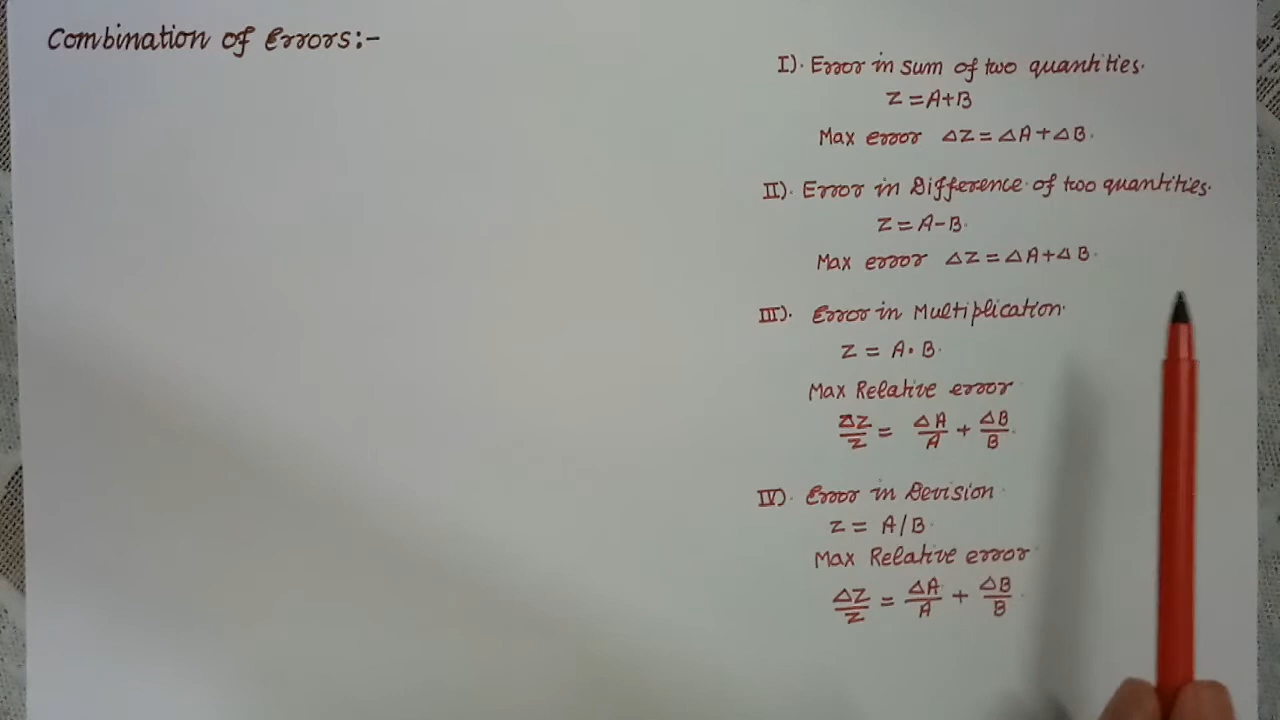 Combination of Errors:-
I). Error in sum of two quantities.
Z = A+B
Max error ΔZ = ΔA + ΔB.
II). Error in Difference of two quantities.
Z = A-B.
Max error ΔZ = ΔA+ΔB.
III). Error in Multiplication.
Z = A·B.
Max Relative error
ΔZ/Z = ΔA/A + ΔB/B.
IV). Error in Devision
Z = A/B.
Max Relative error
ΔZ/Z = ΔA/A + ΔB/B.